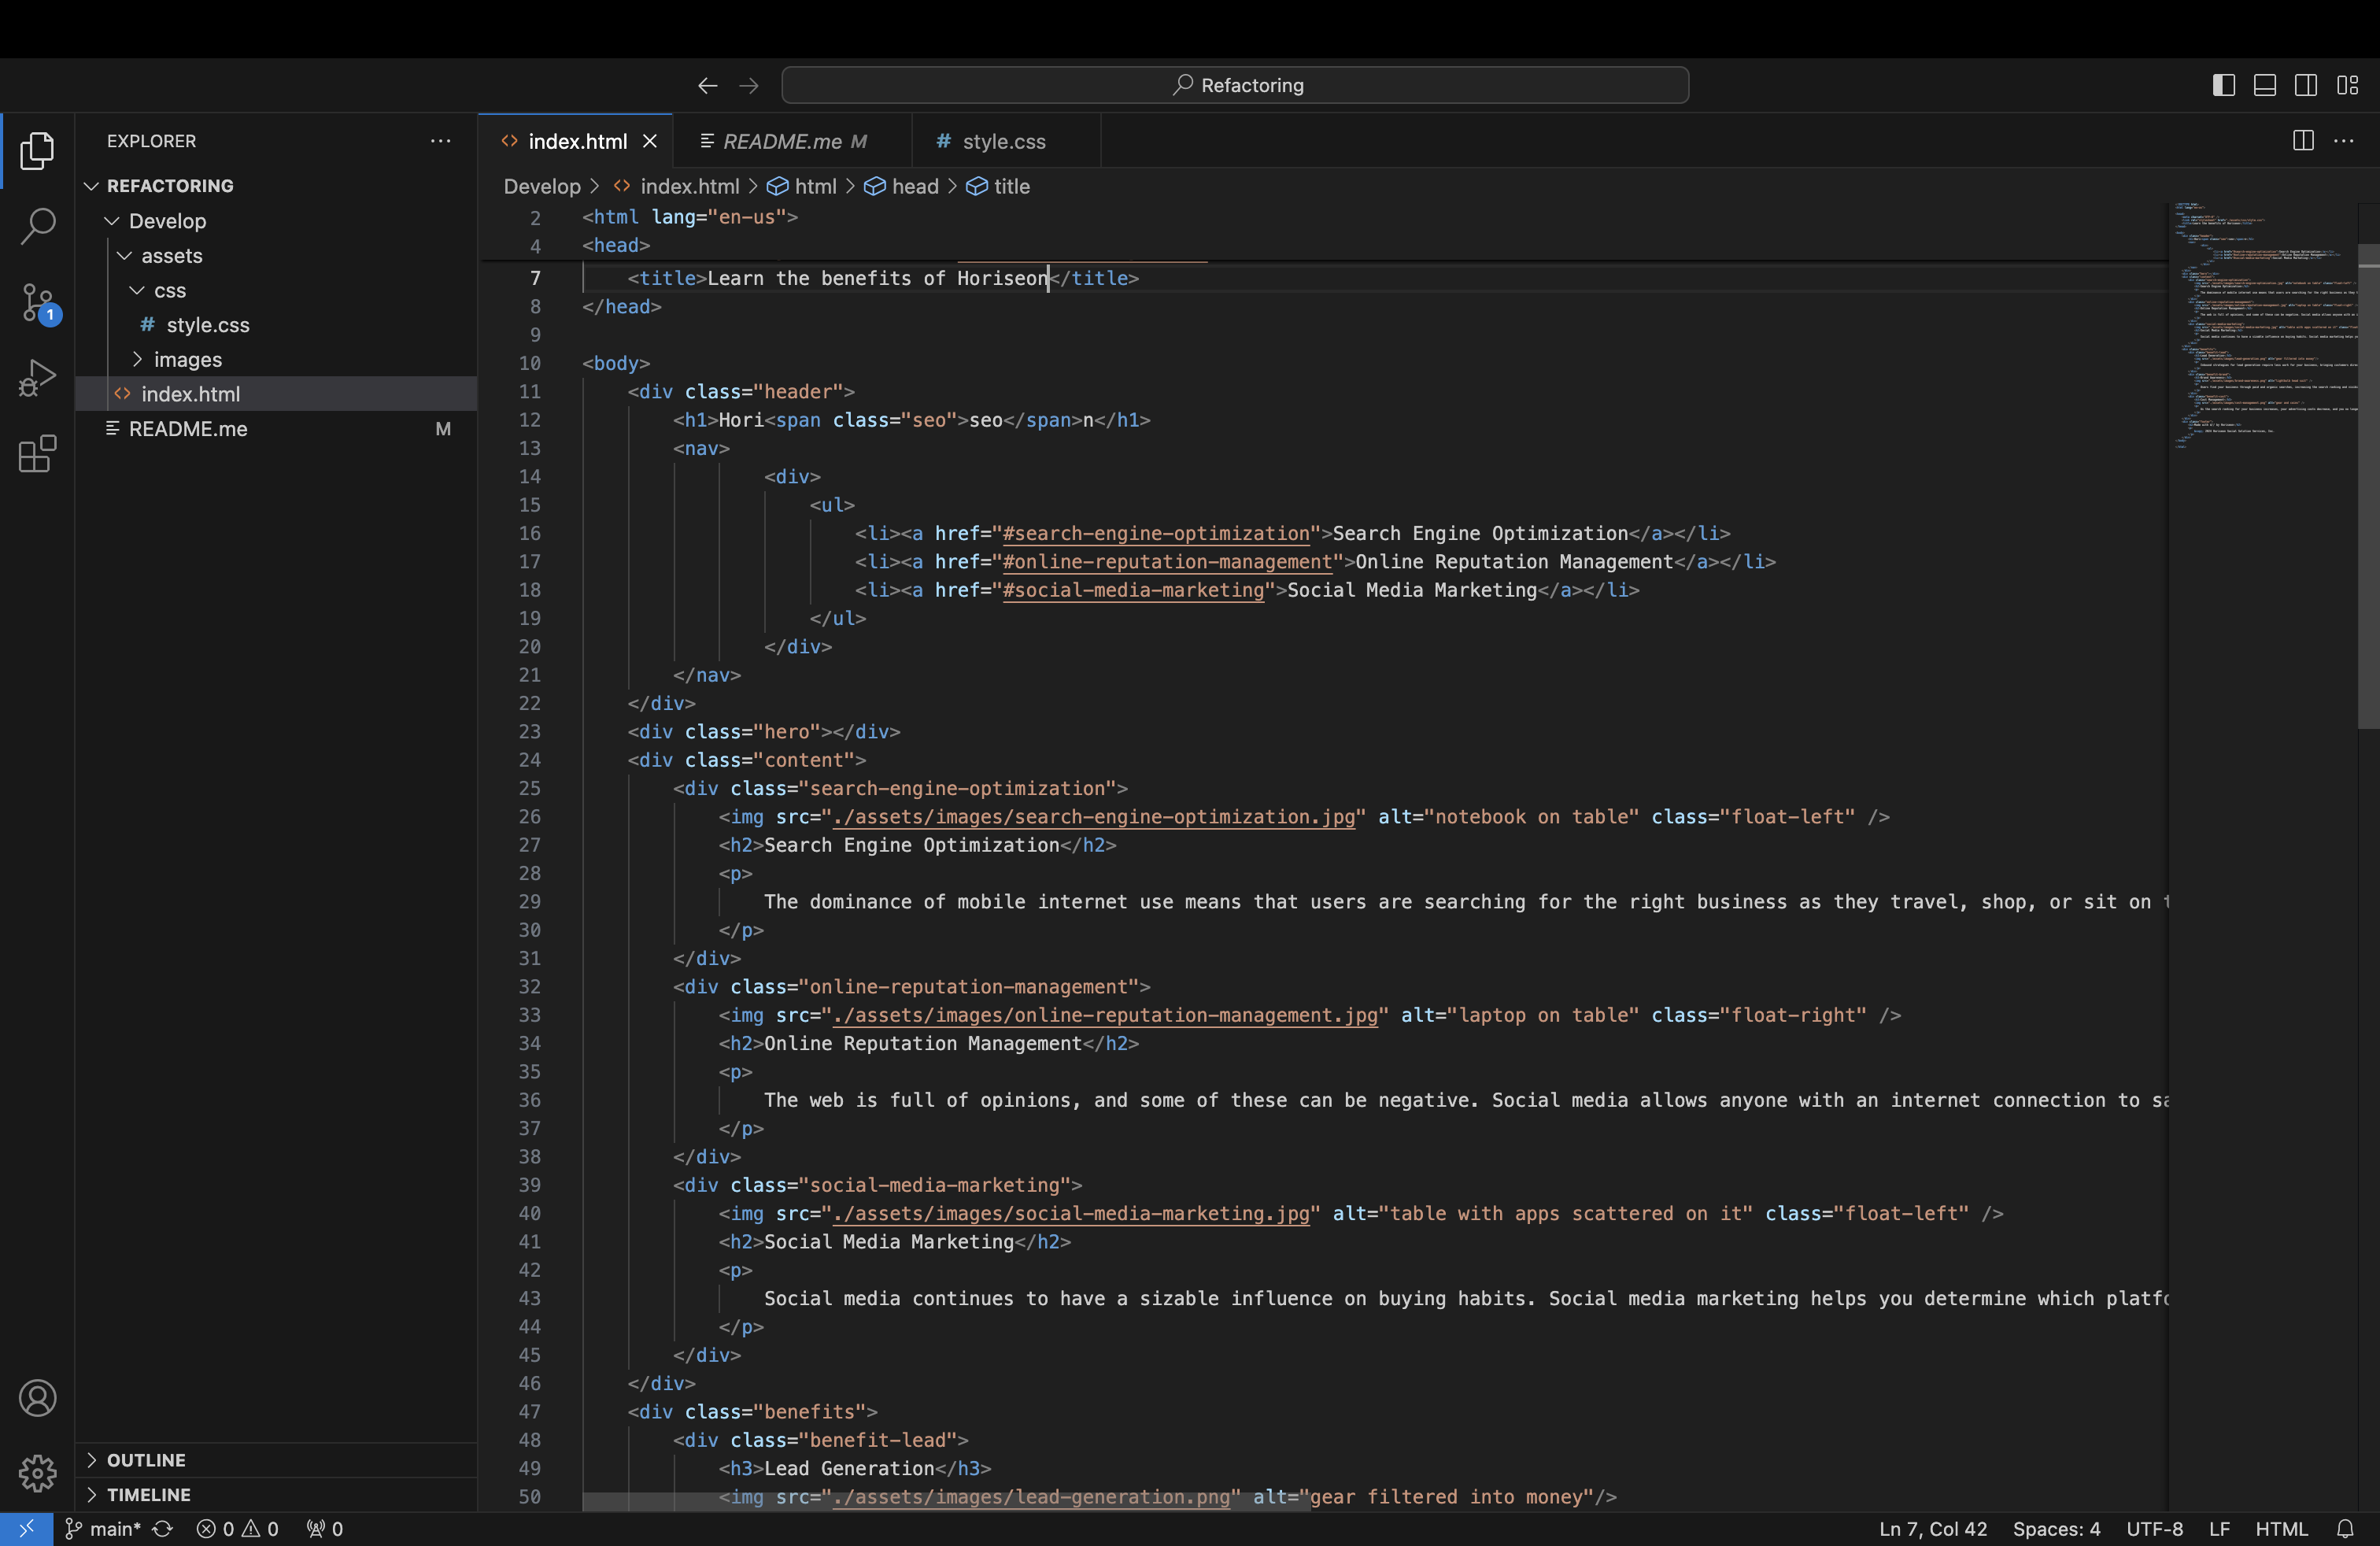 Refactoring
EXPLORER
REFACTORING
Develop
assets
css
# style.css
images
<> index.html
README.me M
1
OUTLINE
TIMELINE
<> index.html
README.me M
# style.css
Develop > <> index.html > html > head > title
2 <html lang="en-us">
4 <head>
7 <title>Learn the benefits of Horiseon</title>
8 </head>
9
10 <body>
11 <div class="header">
12 <h1>Hori<span class="seo">seo</span>n</h1>
13 <nav>
14 <div>
15 <ul>
16 <li><a href="#search-engine-optimization">Search Engine Optimization</a></li>
17 <li><a href="#online-reputation-management">Online Reputation Management</a></li>
18 <li><a href="#social-media-marketing">Social Media Marketing</a></li>
19 </ul>
20 </div>
21 </nav>
22 </div>
23 <div class="hero"></div>
24 <div class="content">
25 <div class="search-engine-optimization">
26 <img src="./assets/images/search-engine-optimization.jpg" alt="notebook on table" class="float-left" />
27 <h2>Search Engine Optimization</h2>
28 <p>
29 The dominance of mobile internet use means that users are searching for the right business as they travel, shop, or sit on
30 </p>
31 </div>
32 <div class="online-reputation-management">
33 <img src="./assets/images/online-reputation-management.jpg" alt="laptop on table" class="float-right" />
34 <h2>Online Reputation Management</h2>
35 <p>
36 The web is full of opinions, and some of these can be negative. Social media allows anyone with an internet connection to
37 </p>
38 </div>
39 <div class="social-media-marketing">
40 <img src="./assets/images/social-media-marketing.jpg" alt="table with apps scattered on it" class="float-left" />
41 <h2>Social Media Marketing</h2>
42 <p>
43 Social media continues to have a sizable influence on buying habits. Social media marketing helps you determine which
44 </p>
45 </div>
46 </div>
47 <div class="benefits">
48 <div class="benefit-lead">
49 <h3>Lead Generation</h3>
50 <img src="./assets/images/lead-generation.png" alt="gear filtered into money"/>
main* 0 0 0
Ln 7, Col 42 Spaces: 4 UTF-8 LF HTML